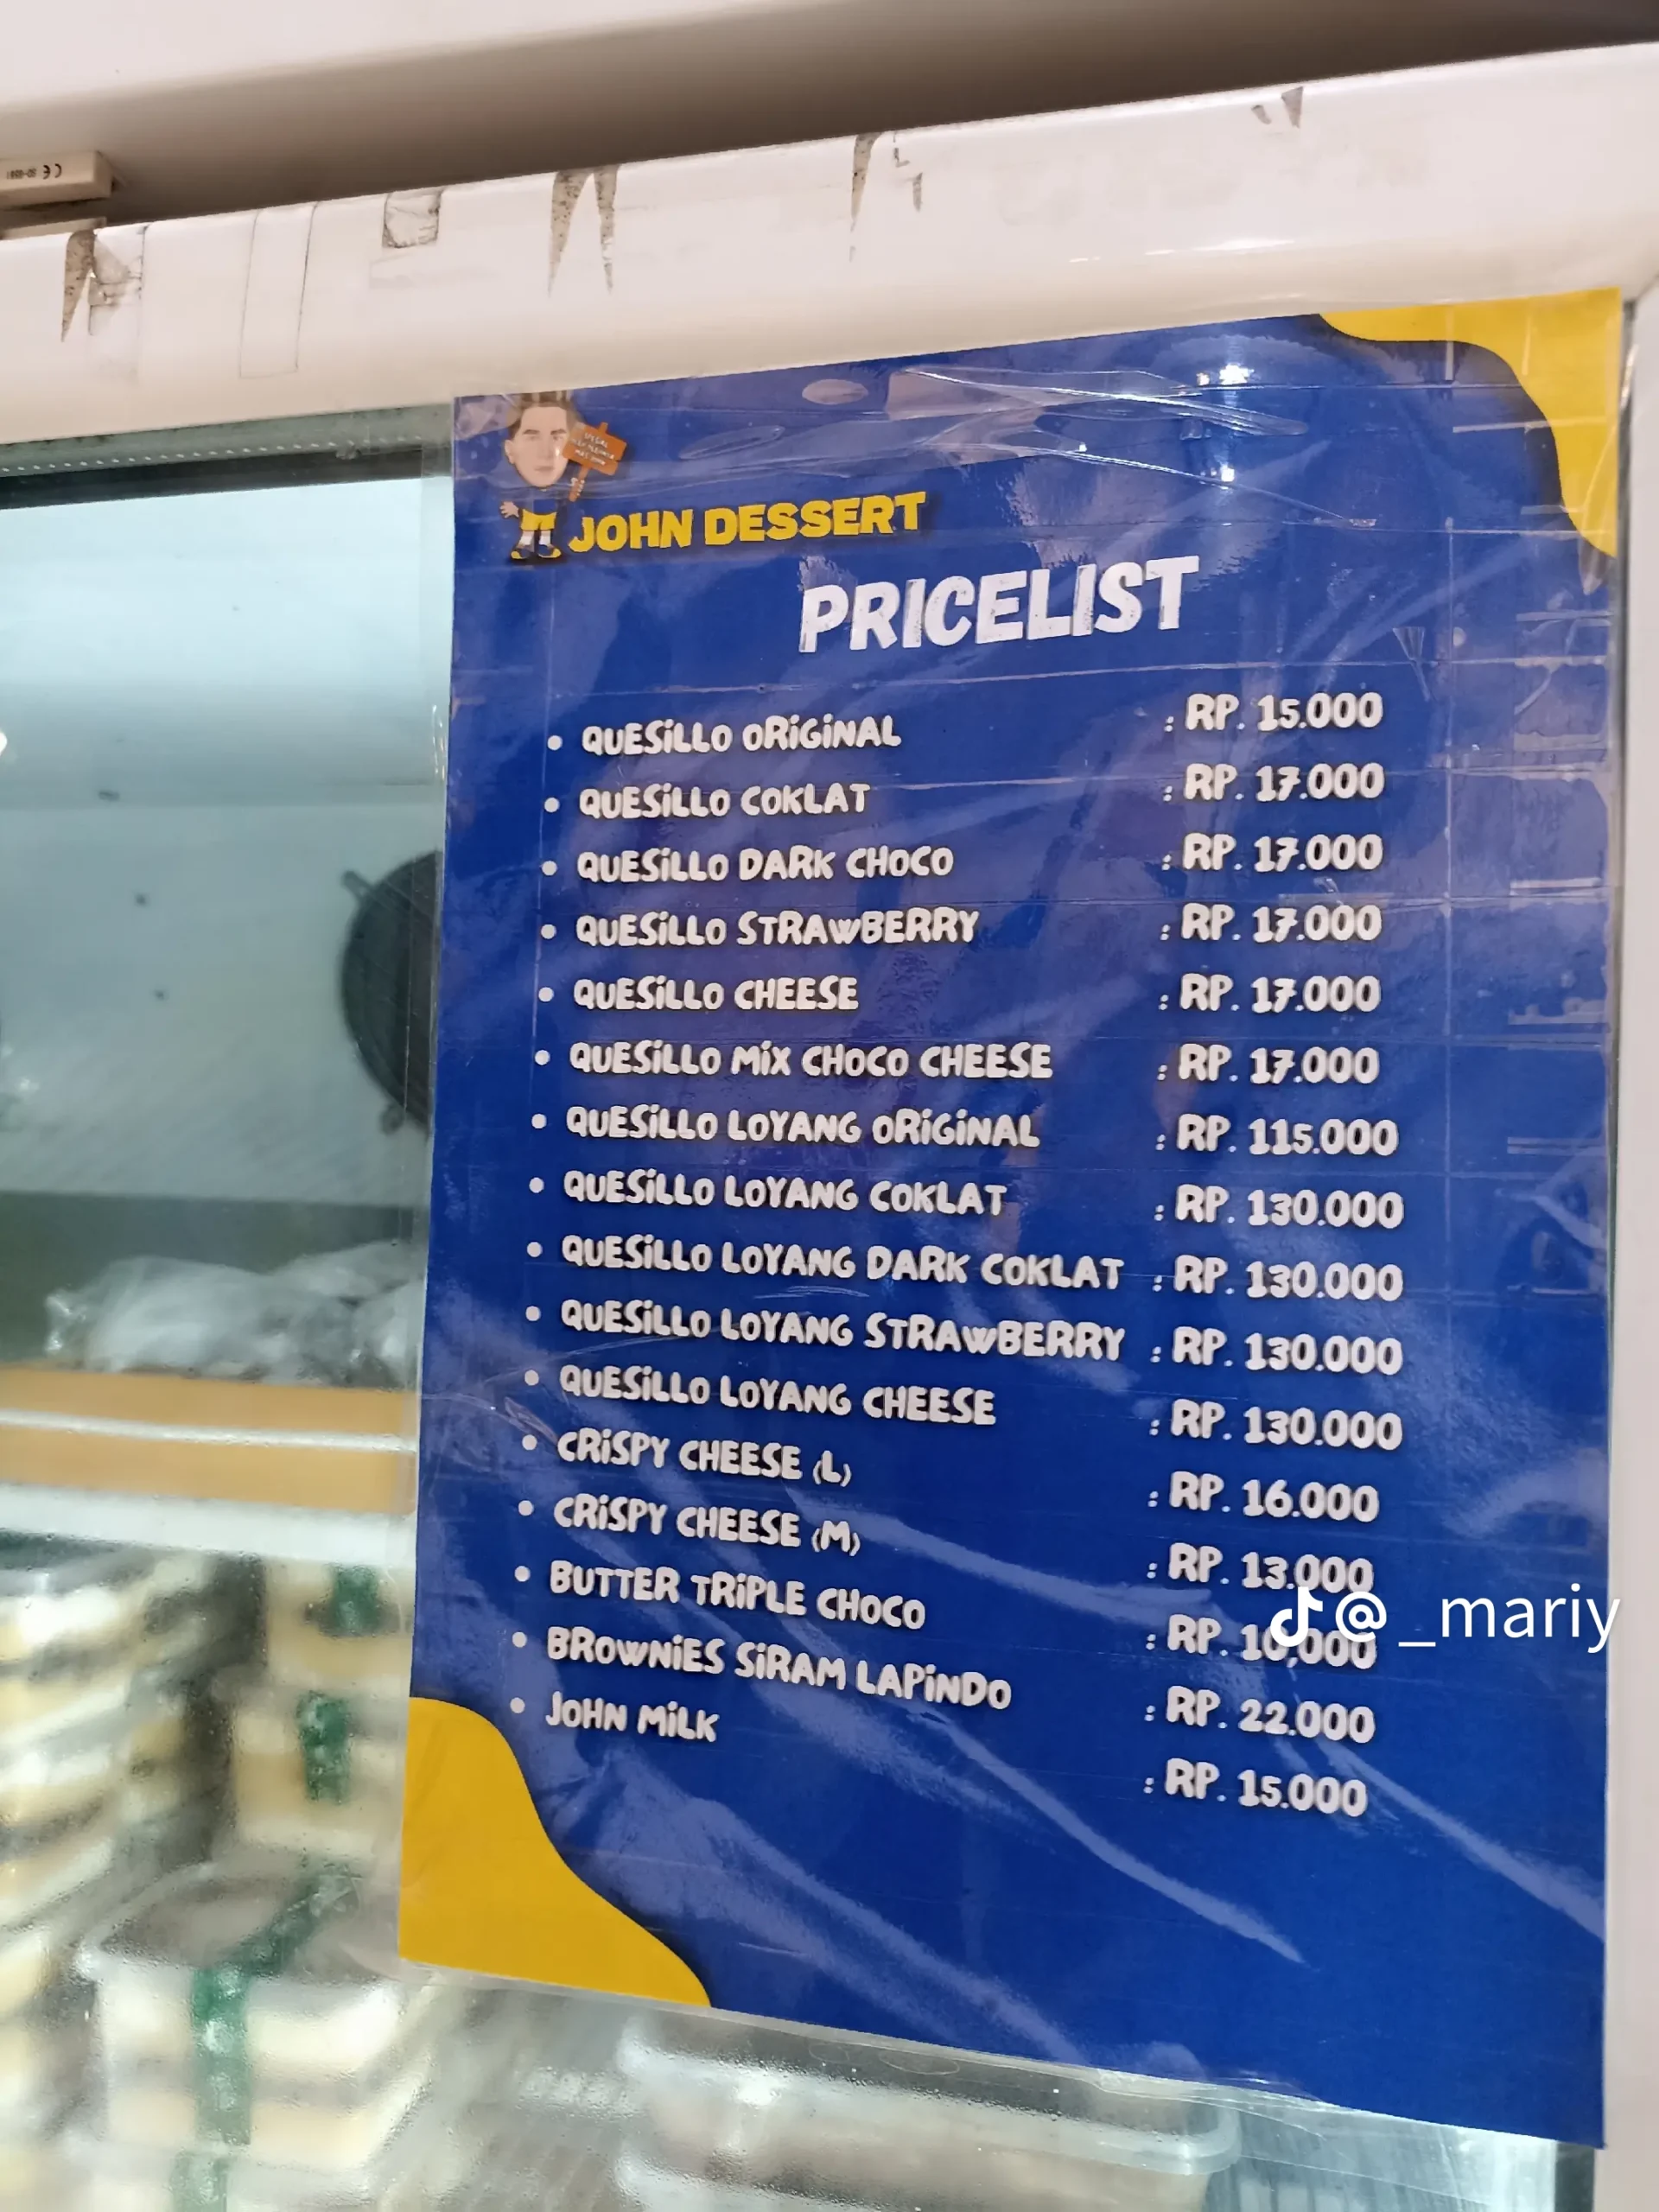 JOHN DESSERT
PRICELIST
• QUESiLLO ORiGiNAL : RP. 15.000
• QUESiLLO COKLAT : RP. 17.000
• QUESiLLO DARK CHOCO : RP. 17.000
• QUESiLLO STRAWBERRY : RP. 17.000
• QUESiLLO CHEESE : RP. 17.000
• QUESiLLO MiX CHOCO CHEESE : RP. 17.000
• QUESiLLO LOYANG ORiGiNAL : RP. 115.000
• QUESiLLO LOYANG COKLAT : RP. 130.000
• QUESiLLO LOYANG DARK COKLAT : RP. 130.000
• QUESiLLO LOYANG STRAWBERRY : RP. 130.000
• QUESiLLO LOYANG CHEESE : RP. 130.000
• CRiSPY CHEESE (L) : RP. 16.000
• CRiSPY CHEESE (M) : RP. 13.000
• BUTTER TRiPLE CHOCO : RP. 10,000
• BROWNiES SiRAM LAPiNDO : RP. 22.000
• JOHN MiLK : RP. 15.000
@_mariy